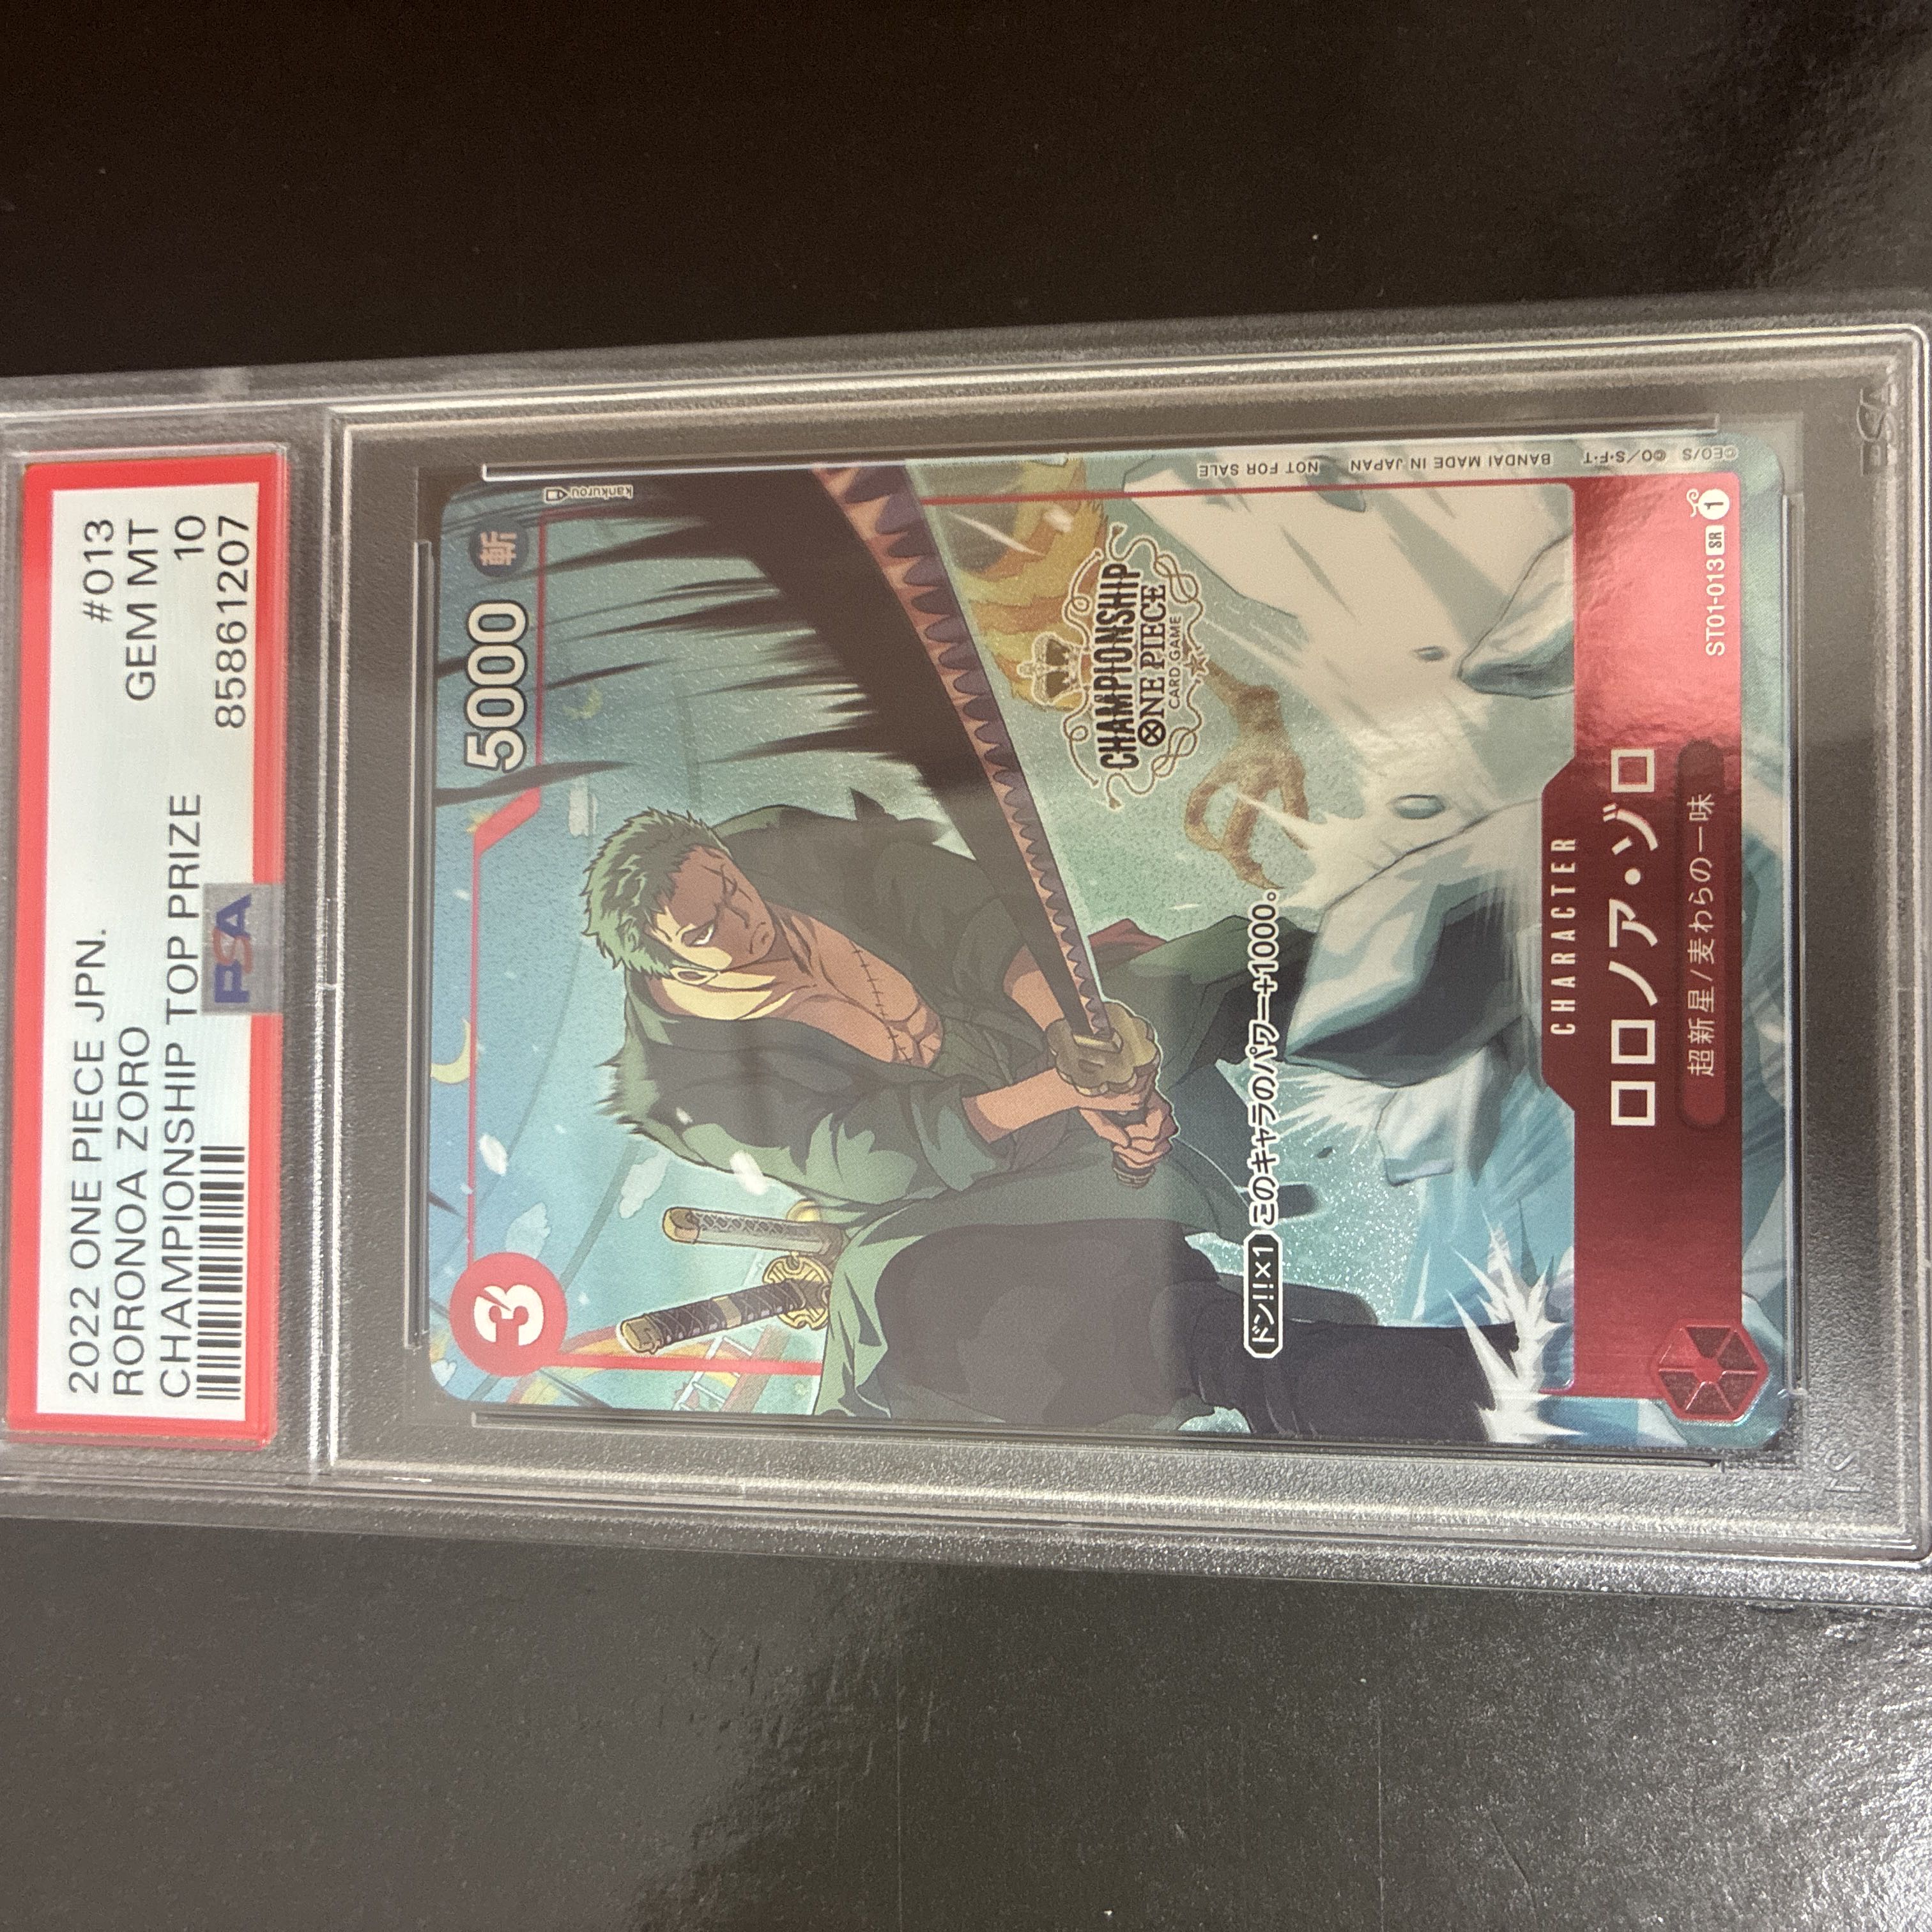 2022 ONE PIECE JPN. #013
RORONOA ZORO GEM MT
CHAMPIONSHIP TOP PRIZE 10
85861207
PSA
3
5000
斬
kankurou
CHAMPIONSHIP
ONE PIECE
CARD GAME
ドン!!×1 このキャラのパワー+1000。
CHARACTER
ロロノア・ゾロ
超新星/麦わらの一味
ST01-013 SR 1
©E.O/S ©O/S・F・T BANDAI MADE IN JAPAN NOT FOR SALE
PSA